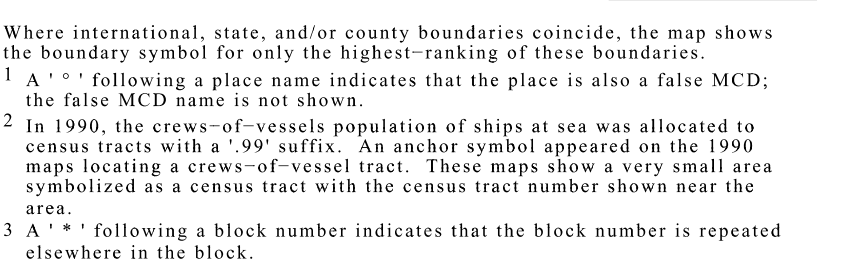 Where international, state, and/or county boundaries coincide, the map shows
the boundary symbol for only the highest-ranking of these boundaries.
1 A ' ° ' following a place name indicates that the place is also a false MCD;
the false MCD name is not shown.
2 In 1990, the crews-of-vessels population of ships at sea was allocated to
census tracts with a '.99' suffix.  An anchor symbol appeared on the 1990
maps locating a crews-of-vessel tract.  These maps show a very small area
symbolized as a census tract with the census tract number shown near the
area.
3 A ' * ' following a block number indicates that the block number is repeated
elsewhere in the block.